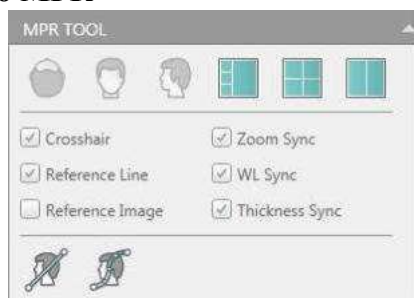 MPR TOOL
Crosshair
Zoom Sync
Reference Line
WL Sync
Reference Image
Thickness Sync